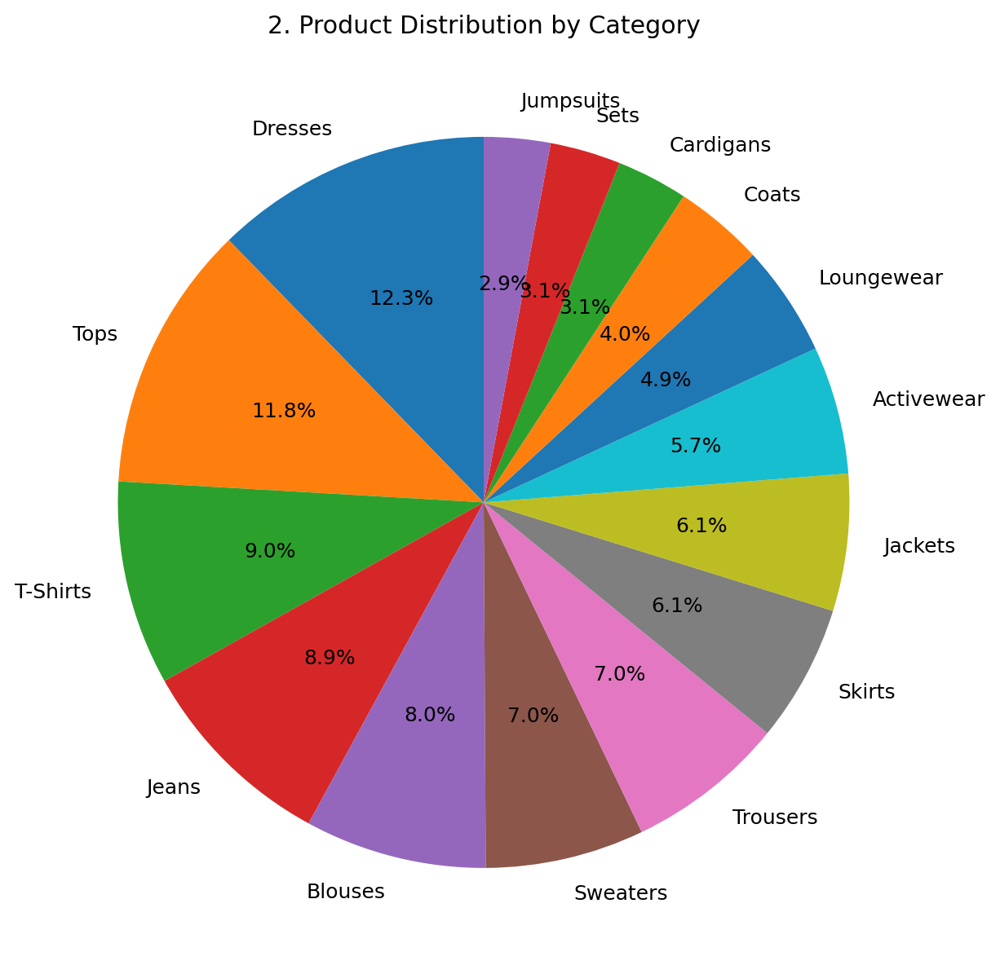 2. Product Distribution by Category
Jumpsuits
Sets
Dresses
Cardigans
Coats
Loungewear
2.9%
3.1%
12.3%
3.1%
Tops
4.0%
4.9%
Activewear
11.8%
5.7%
6.1%
Jackets
9.0%
T-Shirts
6.1%
8.9%
7.0%
Skirts
8.0%
7.0%
Jeans
Trousers
Blouses
Sweaters